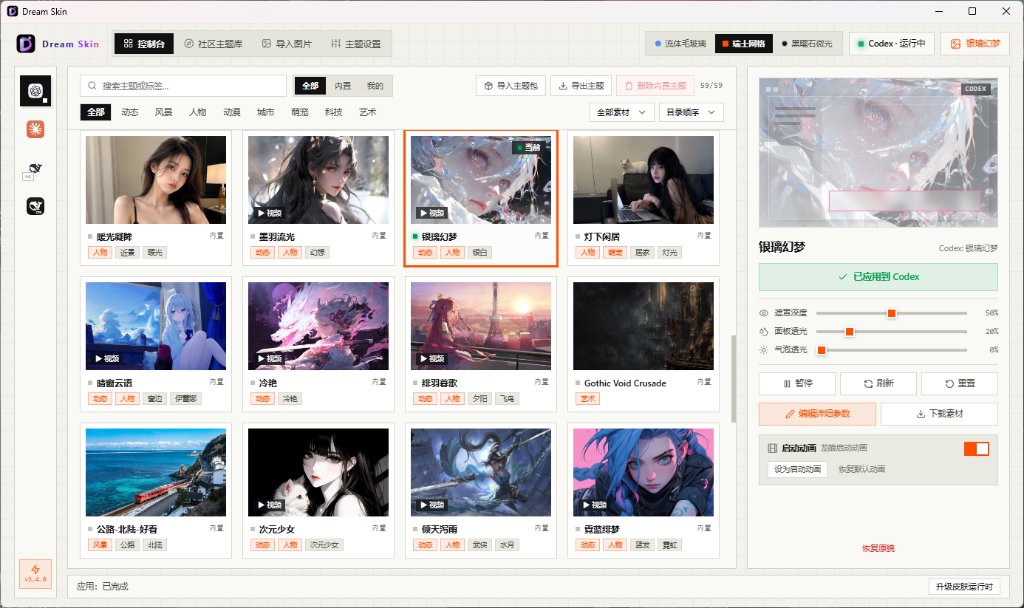 Dream Skin
Dream Skin
控制台
社区主题库
导入图片
主题设置
流体毛玻璃
瑞士网格
黑曜石微光
Codex · 运行中
银璃幻梦
搜索主题或标签...
全部
内置
我的
导入主题包
导出主题
删除内置主题
59/59
全部
动态
风景
人物
动漫
城市
萌宠
科技
艺术
全部素材
目录顺序
暖光凝眸
内置
人物
近景
暖光
视频
墨羽流光
内置
动态
人物
幻想
当前
视频
银璃幻梦
内置
动态
人物
银白
灯下闲居
内置
人物
萌宠
居家
灯光
视频
晴窗云语
内置
动态
人物
窗边
伊蕾娜
视频
冷艳
内置
动态
冷艳
视频
绯羽暮歌
内置
动态
人物
夕阳
飞鸟
Gothic Void Crusade
内置
艺术
公路-北陆-好看
内置
风景
公路
北陆
视频
次元少女
内置
动态
人物
次元少女
视频
倾天泻雨
内置
动态
人物
武侠
水月
视频
霓蓝绯梦
内置
动态
人物
蓝发
霓虹
CODEX
银璃幻梦
Codex: 银璃幻梦
已应用到 Codex
遮罩深度
50%
面板透光
20%
气泡透光
0%
暂停
刷新
重置
编辑详细参数
下载素材
启动动画
龙娘启动动画
设为启动动画
恢复默认动画
恢复原貌
v3.4.0
应用: 已完成
升级皮肤运行时